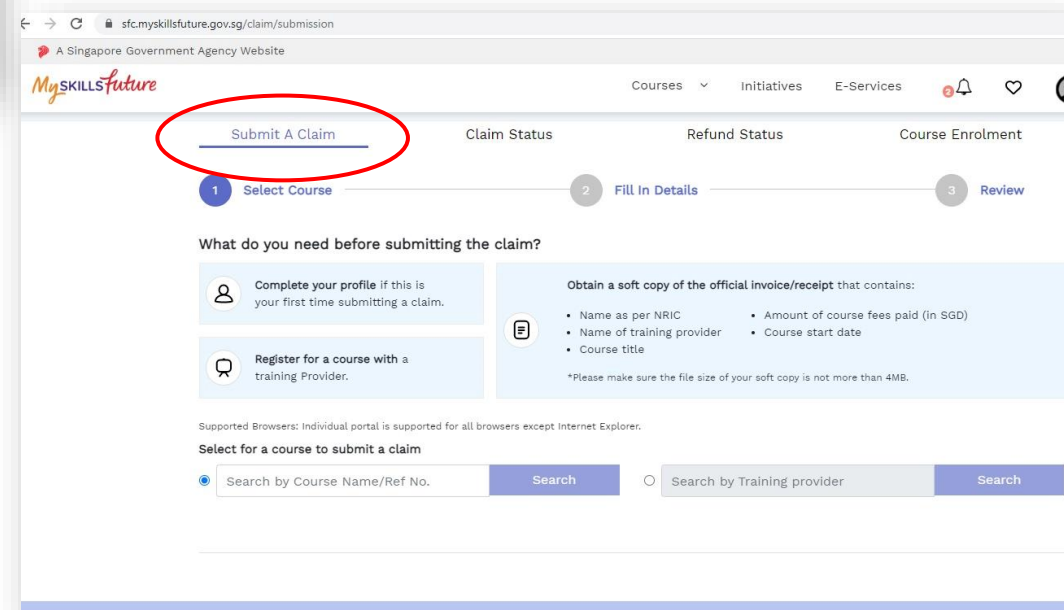 sfc.myskillsfuture.gov.sg/claim/submission
A Singapore Government Agency Website
MySKILLSfuture
Courses
Initiatives
E-Services
2
Submit A Claim
Claim Status
Refund Status
Course Enrolment
1 Select Course
2 Fill In Details
3 Review
What do you need before submitting the claim?
Complete your profile if this is
your first time submitting a claim.
Register for a course with a
training Provider.
Obtain a soft copy of the official invoice/receipt that contains:
• Name as per NRIC
• Name of training provider
• Course title
• Amount of course fees paid (in SGD)
• Course start date
*Please make sure the file size of your soft copy is not more than 4MB.
Supported Browsers: Individual portal is supported for all browsers except Internet Explorer.
Select for a course to submit a claim
Search by Course Name/Ref No.
Search
Search by Training provider
Search